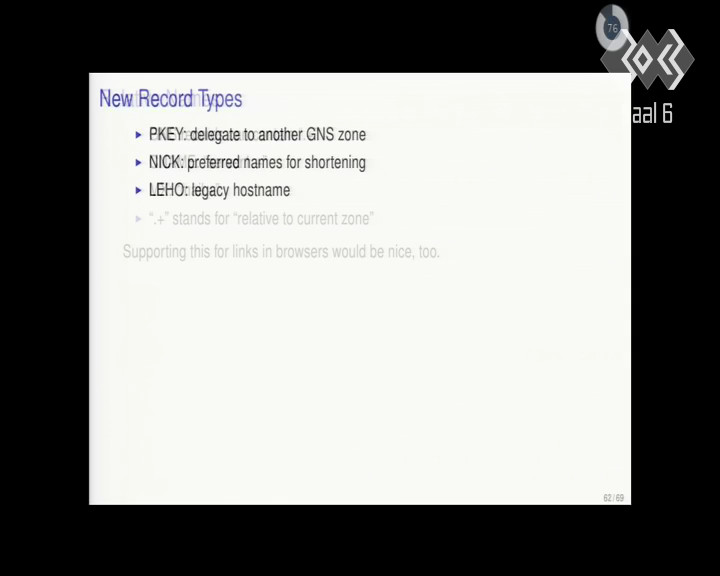 76
aal 6
New Record Types
PKEY: delegate to another GNS zone
NICK: preferred names for shortening
LEHO: legacy hostname
“.+” stands for “relative to current zone”
Supporting this for links in browsers would be nice, too.
62 / 69